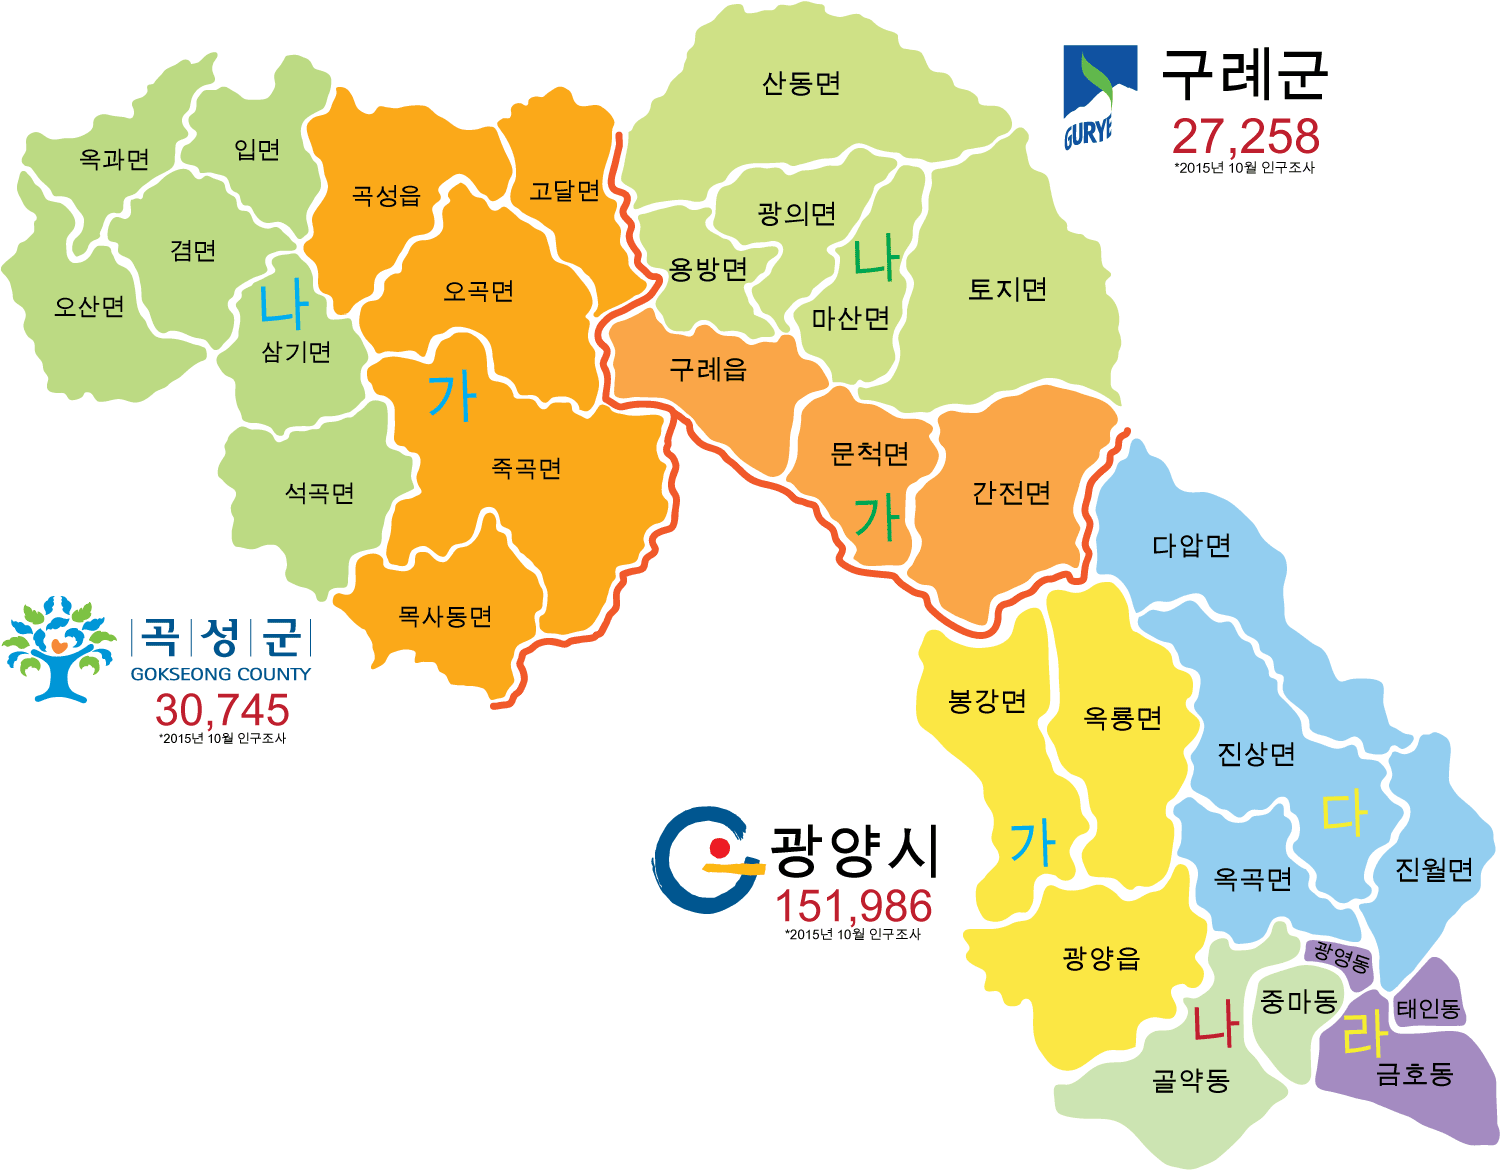 산동면
구례군
GURYE
27,258
*2015년 10월 인구조사
옥과면
입면
곡성읍
고달면
광의면
나
겸면
용방면
토지면
오산면
나
오곡면
마산면
삼기면
구례읍
가
문척면
죽곡면
석곡면
간전면
가
다압면
목사동면
곡성군
GOKSEONG COUNTY
30,745
*2015년 10월 인구조사
봉강면
옥룡면
진상면
다
가
광양시
151,986
*2015년 10월 인구조사
옥곡면
진월면
광양읍
광영동
중마동
태인동
나
라
골약동
금호동